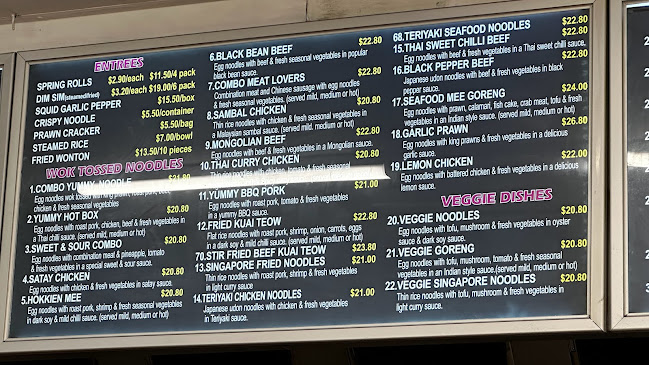 ENTREES
SPRING ROLLS $2.90/each $11.50/4 pack
DIM SIM(steamed/fried) $3.20/each $19.00/6 pack
SQUID GARLIC PEPPER $15.50/box
CRISPY NOODLE $5.50/container
PRAWN CRACKER $5.50/bag
STEAMED RICE $7.00/bowl
FRIED WONTON $13.50/10 pieces
WOK TOSSED NOODLES
1.COMBO YUMMY NOODLE $21.80
Egg noodles wok tossed with roast pork, beef,
chicken & fresh seasonal vegetables
2.YUMMY HOT BOX $20.80
Egg noodles with roast pork, chicken, beef & vegetables in
a Thai chilli sauce. (served mild, medium or hot)
3.SWEET & SOUR COMBO $20.80
Egg noodles with combination meat & pineapple, tomato
& fresh vegetables in a special sweet & sour sauce.
4.SATAY CHICKEN $20.80
Egg noodles with chicken & fresh vegetables in satay sauce.
5.HOKKIEN MEE $20.80
Egg noodles with roast pork, shrimp & fresh seasonal vegetables
in dark soy & mild chilli sauce. (served mild, medium or hot)
6.BLACK BEAN BEEF $22.80
Egg noodles with beef & fresh seasonal vegetables in popular
black bean sauce.
7.COMBO MEAT LOVERS $22.80
Combination meat and Chinese sausage with egg noodles
& fresh seasonal vegetables. (served mild, medium or hot)
8.SAMBAL CHICKEN $22.80
Thin rice noodles with chicken & fresh vegetables in
a Malaysian sambal sauce. (served mild, medium or hot)
9.MONGOLIAN BEEF $22.80
Egg noodles with beef & fresh vegetables in a Mongolian sauce.
10.THAI CURRY CHICKEN $20.80
Thin rice noodles with chicken, tomato & fresh seasonal
11.YUMMY BBQ PORK $21.00
Egg noodles with roast pork, tomato & fresh vegetables
in a yummy BBQ sauce.
12.FRIED KUAI TEOW $22.80
Flat rice noodles with roast pork, shrimp, onion, carrots, eggs
in a dark soy & mild chilli sauce. (served mild, medium or hot)
70.STIR FRIED BEEF KUAI TEOW $23.80
13.SINGAPORE FRIED NOODLES $21.00
Thin rice noodles with roast pork, shrimp & fresh vegetables in
light curry sauce
14.TERIYAKI CHICKEN NOODLES $21.00
Japanese udon noodles with chicken & fresh vegetables in
Teriyaki sauce.
68.TERIYAKI SEAFOOD NOODLES $22.80
15.THAI SWEET CHILLI BEEF $22.80
Egg noodles with beef & fresh vegetables in a Thai sweet chilli sauce.
16.BLACK PEPPER BEEF $22.80
Japanese udon noodles with beef & fresh vegetables in black
pepper sauce.
17.SEAFOOD MEE GORENG $24.00
Egg noodles with prawn, calamari, fish cake, crab meat, tofu & fresh
vegetables in an Indian style sauce. (served mild, medium or hot)
18.GARLIC PRAWN $26.80
Egg noodles with king prawns & fresh vegetables in a delicious
garlic sauce.
19.LEMON CHICKEN $22.00
Egg noodles with battered chicken & fresh vegetables in a delicious
lemon sauce.
VEGGIE DISHES
20.VEGGIE NOODLES $20.80
Egg noodles with tofu, mushroom & fresh vegetables in oyster
sauce & dark soy sauce.
21.VEGGIE GORENG $20.80
Egg noodles with tofu, mushroom, tomato & fresh seasonal
vegetables in an Indian style sauce.(served mild, medium or hot)
22.VEGGIE SINGAPORE NOODLES $20.80
Thin rice noodles with tofu, mushroom & fresh vegetables in
light curry sauce.